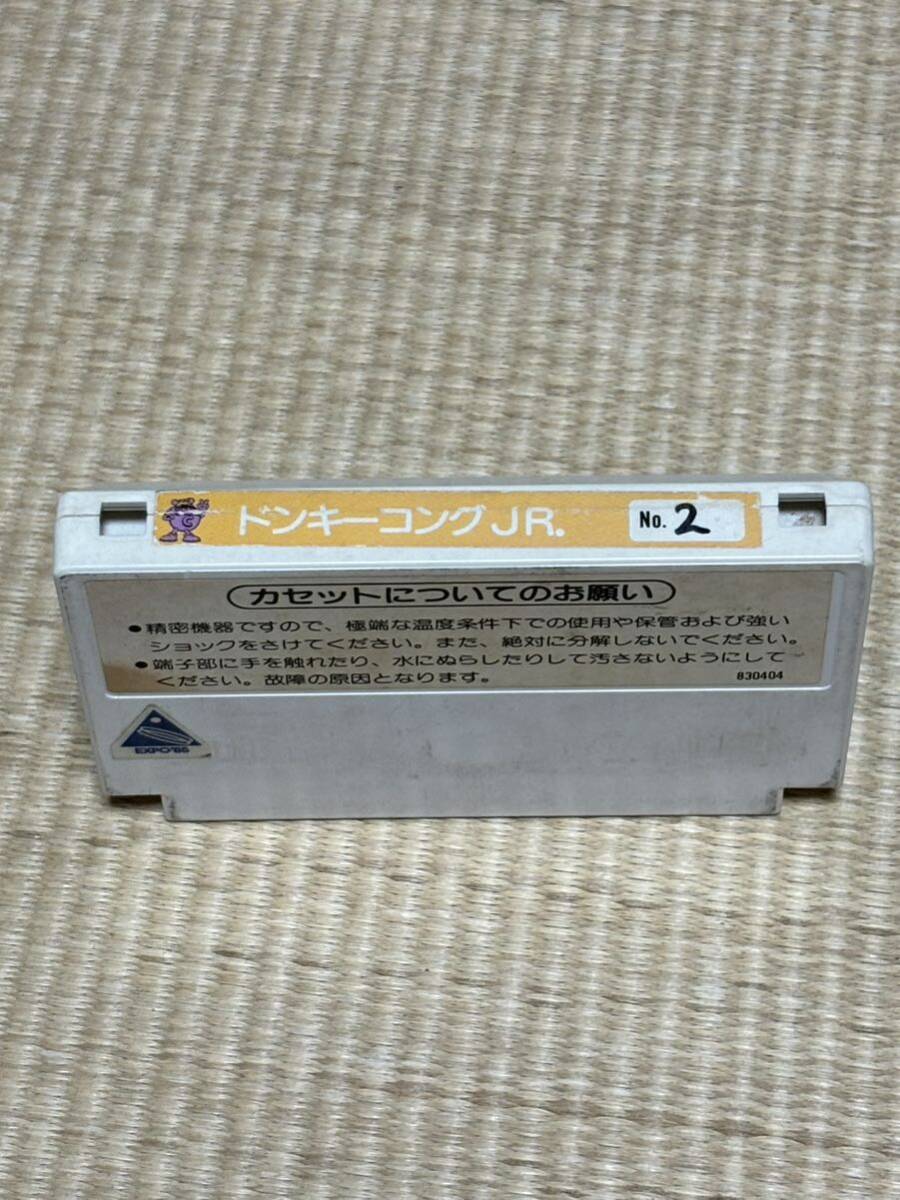 ドンキーコングJR.
No. 2
カセットについてのお願い
●精密機器ですので、極端な温度条件下での使用や保管および強い
ショックをさけてください。また、絶対に分解しないでください。
●端子部に手を触れたり、水にぬらしたりして汚さないようにして
ください。故障の原因となります。
830404
EXPO'85